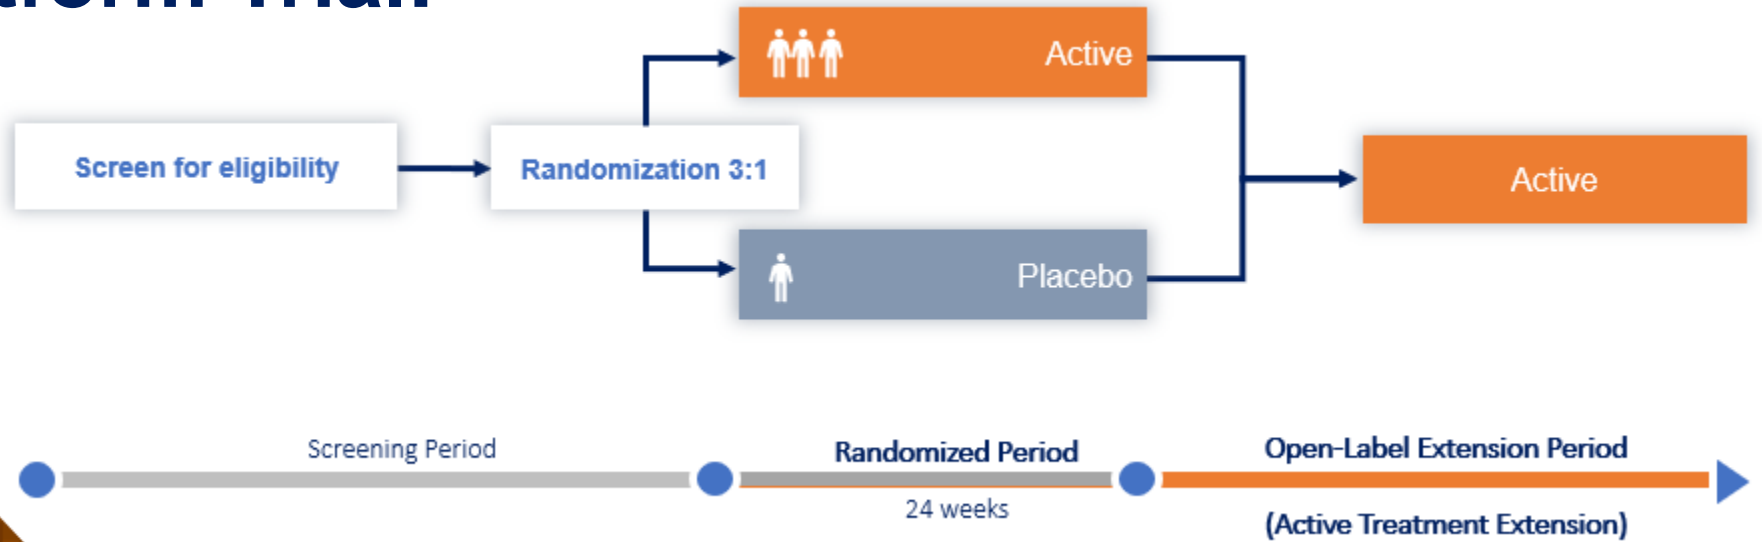 Trial
Active
Screen for eligibility
Randomization 3:1
Active
Placebo
Screening Period
Randomized Period
Open-Label Extension Period
24 weeks
(Active Treatment Extension)